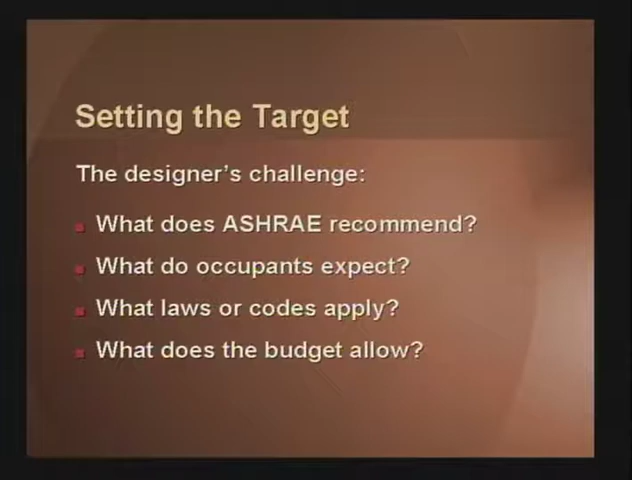 Setting the Target
The designer's challenge:
What does ASHRAE recommend?
What do occupants expect?
What laws or codes apply?
What does the budget allow?